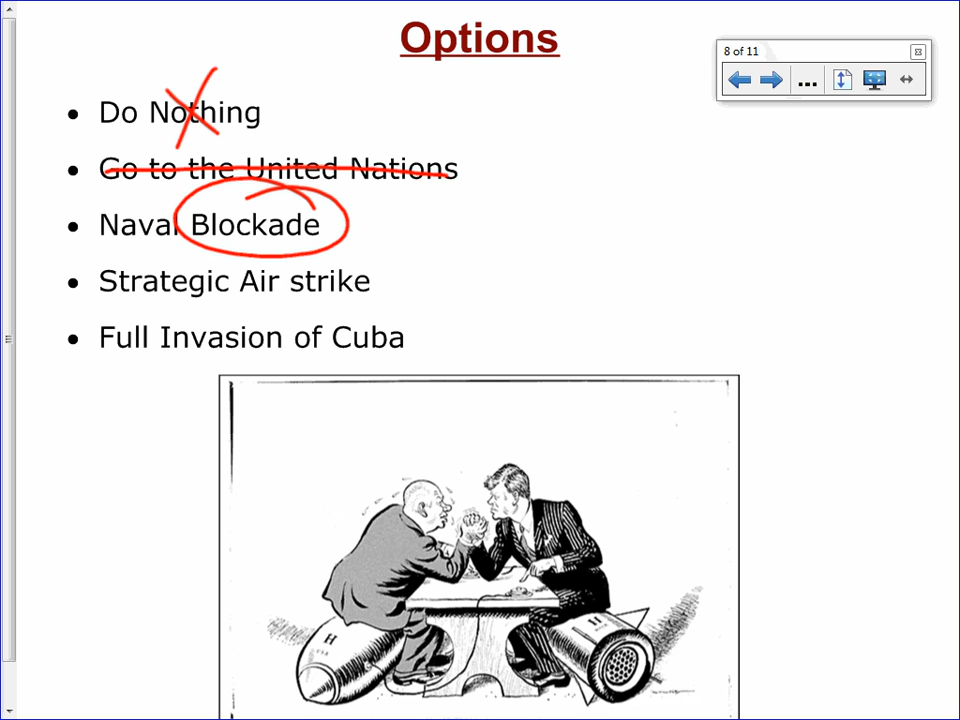 Options
8 of 11
• Do Nothing
• Go to the United Nations
• Naval Blockade
• Strategic Air strike
• Full Invasion of Cuba
H
H